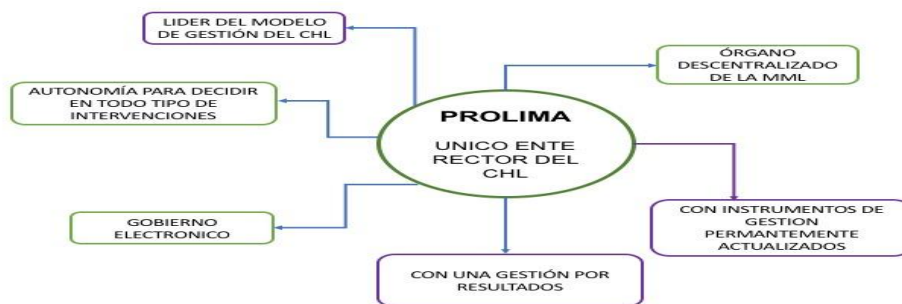 LIDER DEL MODELO
DE GESTIÓN DEL CHL
ÓRGANO
DESCENTRALIZADO
DE LA MML
AUTONOMÍA PARA DECIDIR
EN TODO TIPO DE
INTERVENCIONES
PROLIMA
UNICO ENTE
RECTOR DEL
CHL
GOBIERNO
ELECTRONICO
CON INSTRUMENTOS DE
GESTION
PERMANTEMENTE
ACTUALIZADOS
CON UNA GESTIÓN POR
RESULTADOS